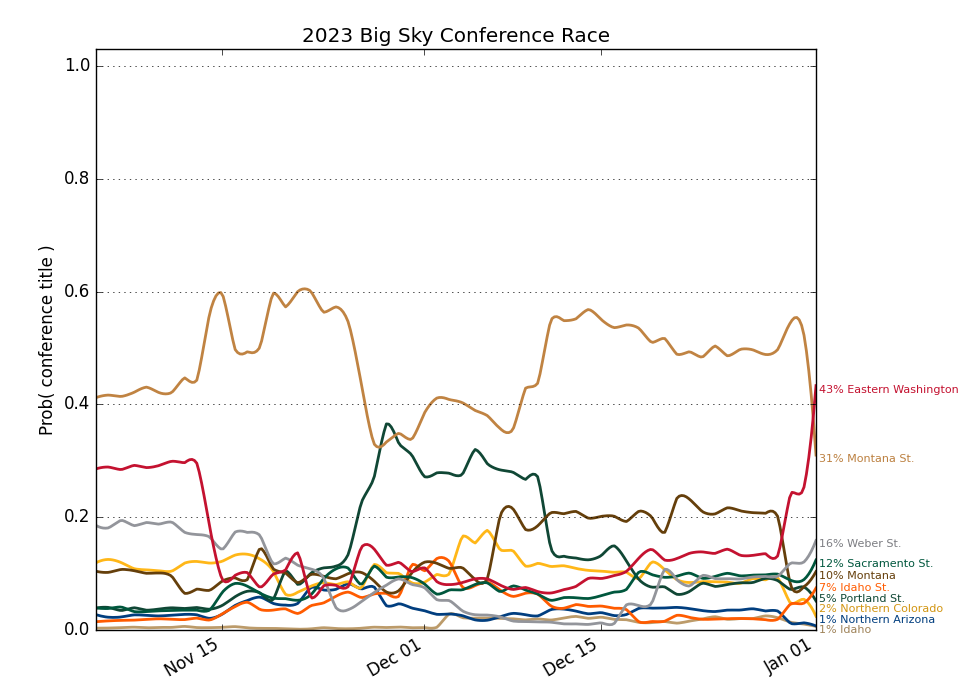 2023 Big Sky Conference Race
1.0
0.8
0.6
0.4
0.2
0.0
Prob( conference title )
Nov 15
Dec 01
Dec 15
Jan 01
43% Eastern Washington
31% Montana St.
16% Weber St.
12% Sacramento St.
10% Montana
7% Idaho St.
5% Portland St.
2% Northern Colorado
1% Northern Arizona
1% Idaho